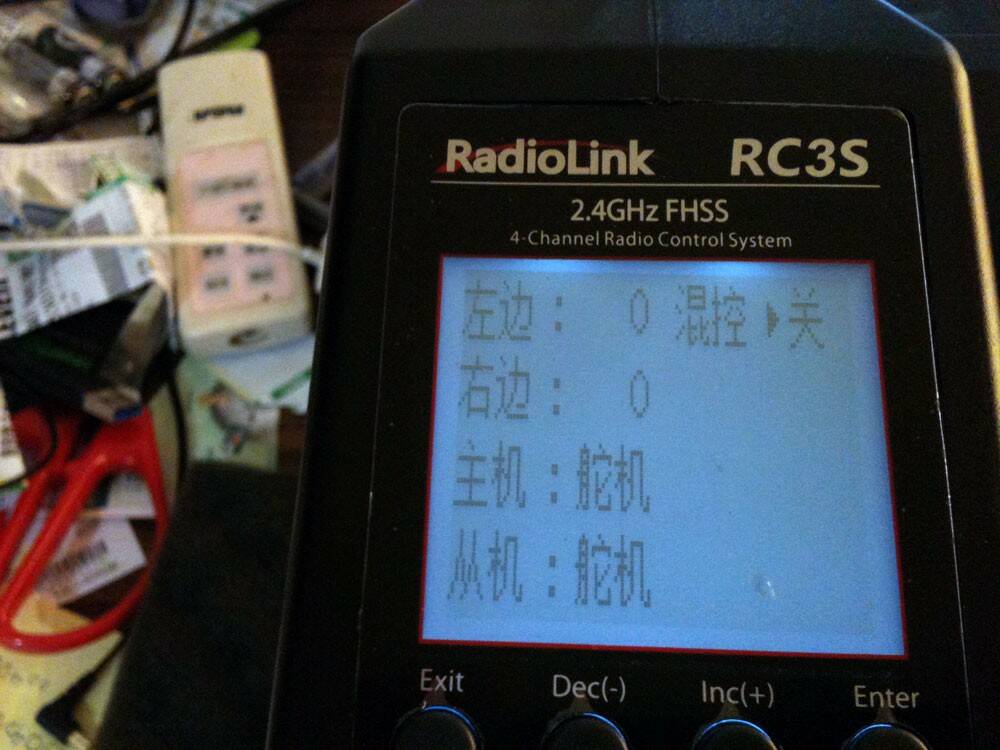 RadioLink RC3S
2.4GHz FHSS
4-Channel Radio Control System
左边： 0 混控 ▶关
右边： 0
主机：舵机
从机：舵机
Exit Dec(-) Inc(+) Enter